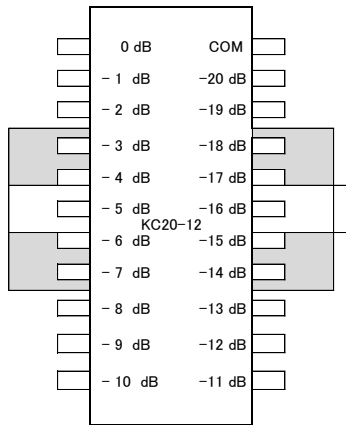 0 dB COM
- 1 dB -20 dB
- 2 dB -19 dB
- 3 dB -18 dB
- 4 dB -17 dB
- 5 dB -16 dB
KC20-12
- 6 dB -15 dB
- 7 dB -14 dB
- 8 dB -13 dB
- 9 dB -12 dB
- 10 dB -11 dB